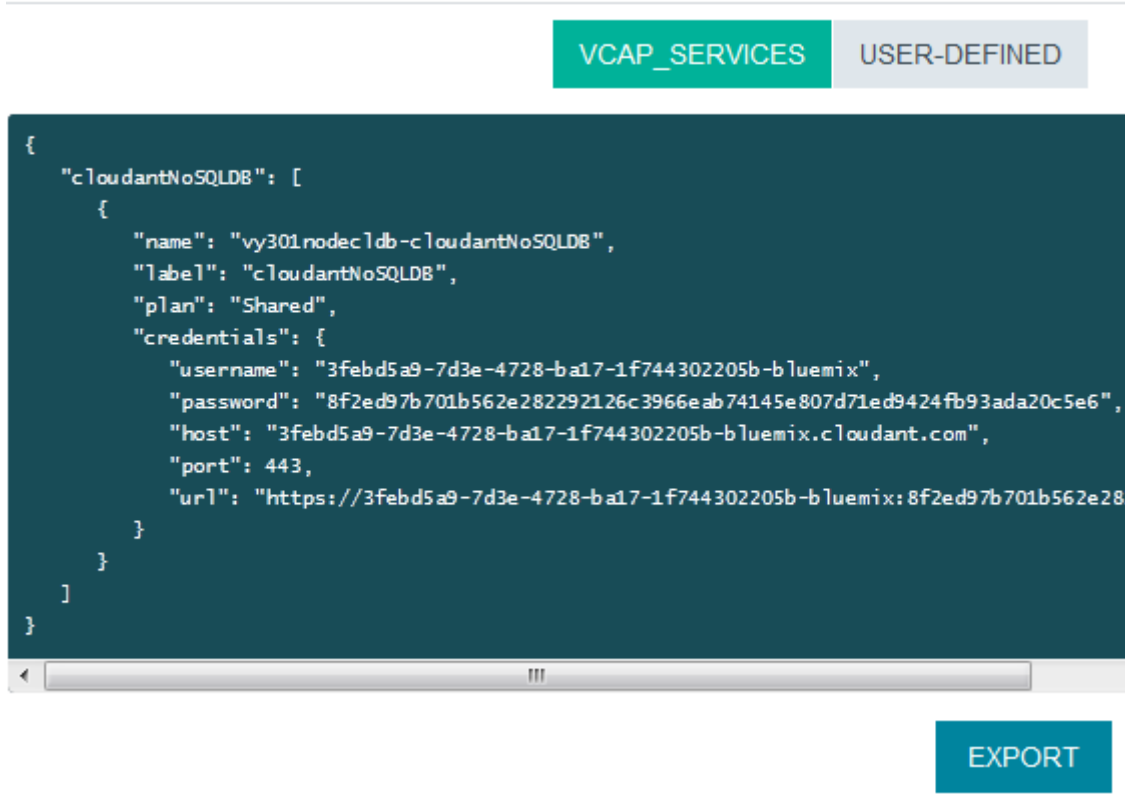 VCAP_SERVICES USER-DEFINED
{
"cloudantNoSQLDB": [
{
"name": "vy301nodecldb-cloudantNoSQLDB",
"label": "cloudantNoSQLDB",
"plan": "Shared",
"credentials": {
"username": "3febd5a9-7d3e-4728-ba17-1f744302205b-bluemix",
"password": "8f2ed97b701b562e282292126c3966eab74145e807d71ed9424fb93ada20c5e6",
"host": "3febd5a9-7d3e-4728-ba17-1f744302205b-bluemix.cloudant.com",
"port": 443,
"url": "https://3febd5a9-7d3e-4728-ba17-1f744302205b-bluemix:8f2ed97b701b562e28
}
}
]
}
EXPORT